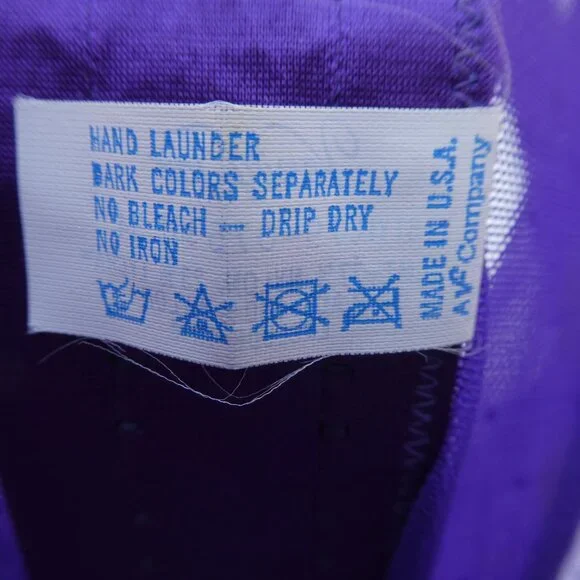 HAND LAUNDER
DARK COLORS SEPARATELY
NO BLEACH — DRIP DRY
NO IRON
MADE IN U.S.A.
A VF Company